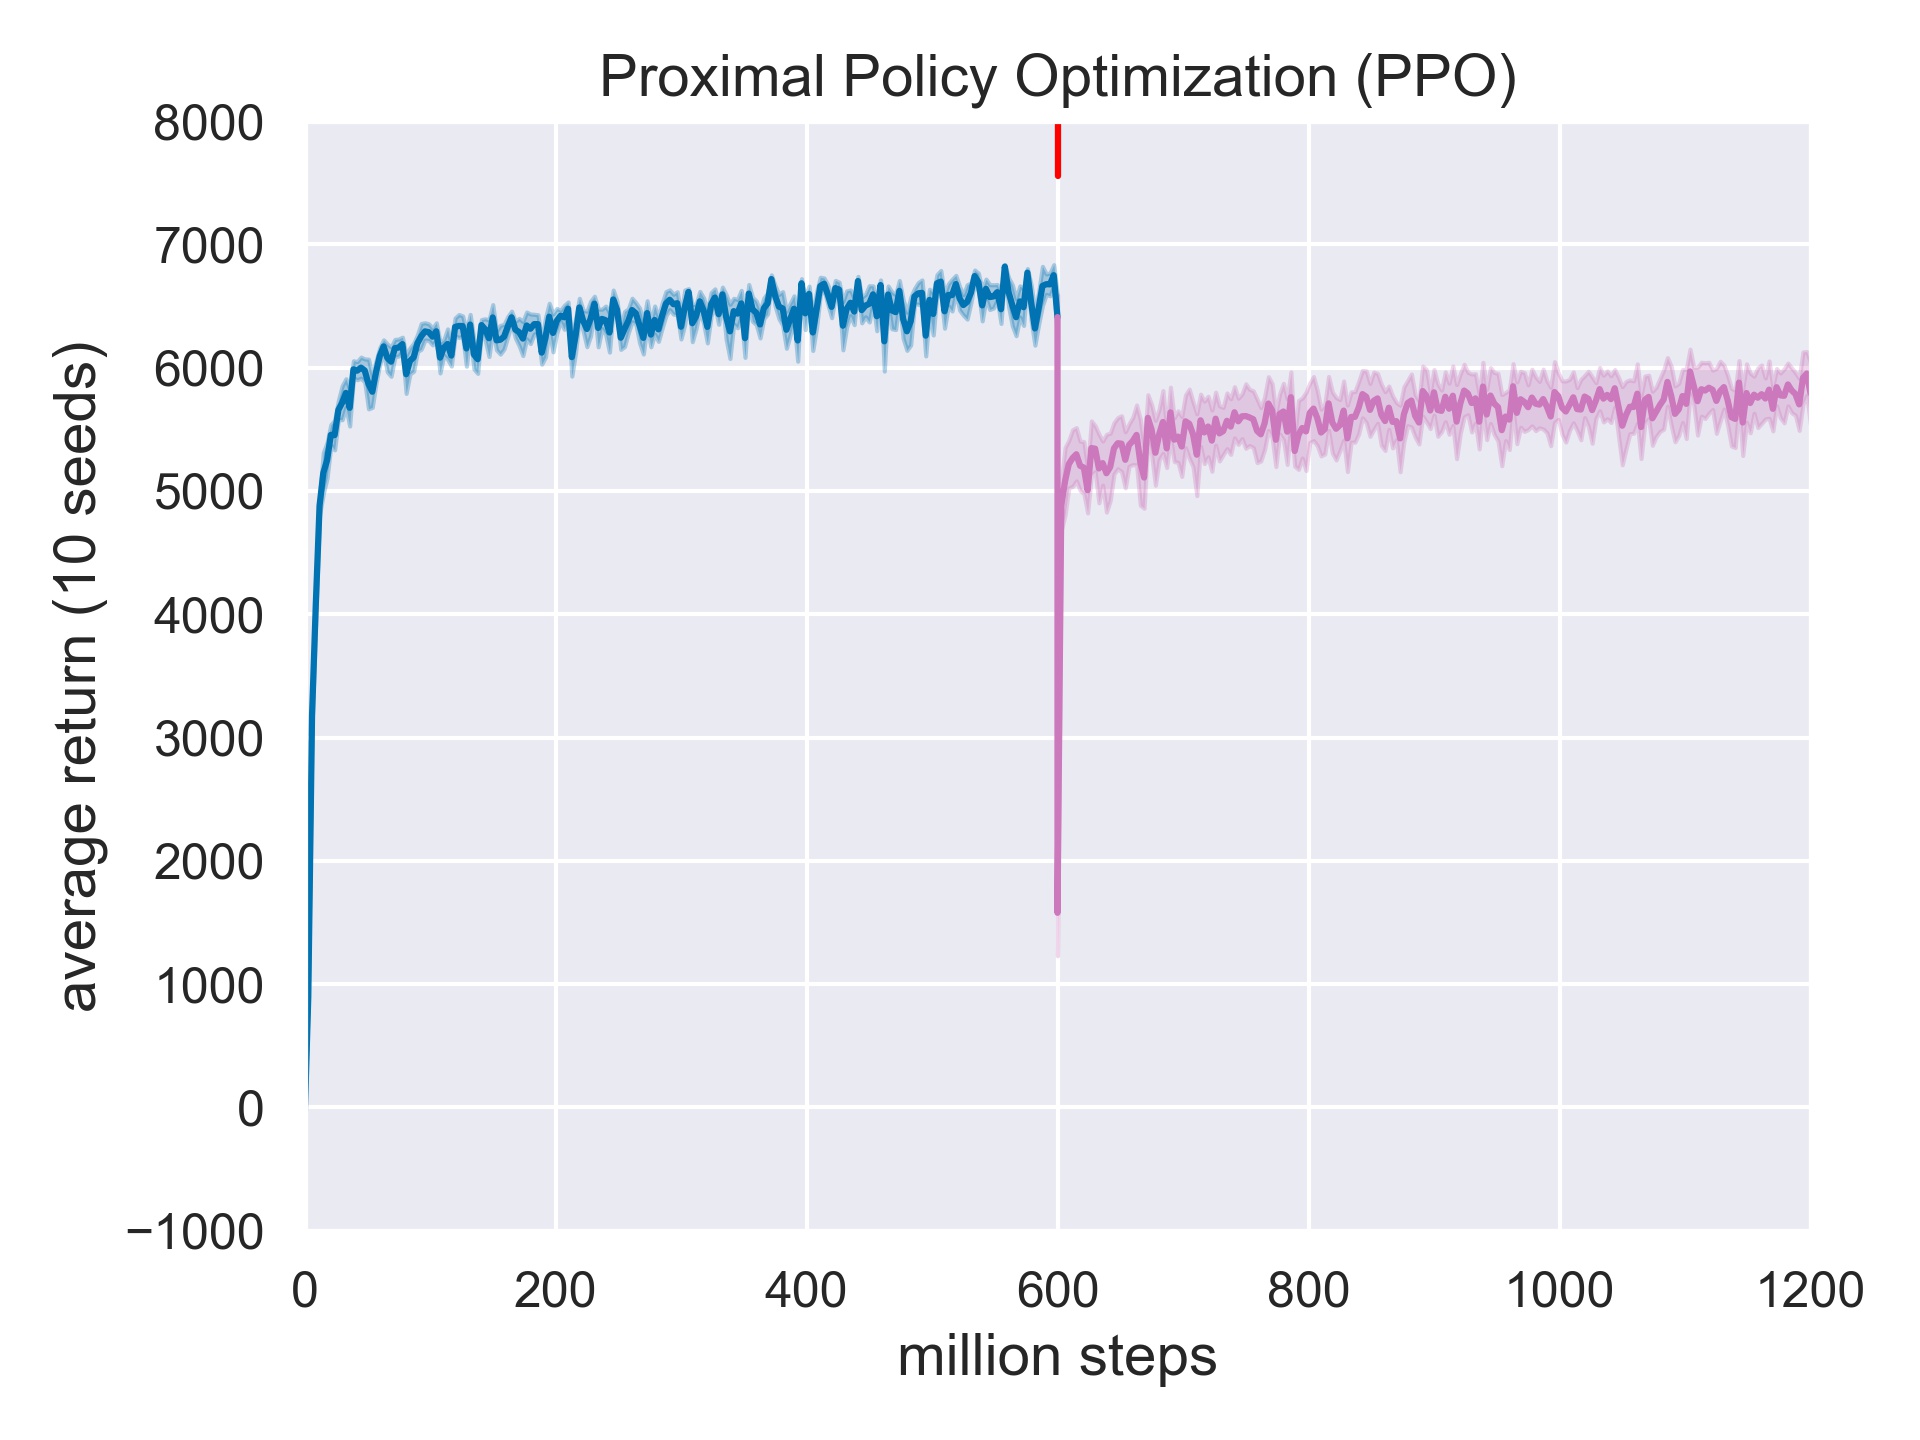 Proximal Policy Optimization (PPO)
8000
7000
6000
5000
4000
3000
2000
1000
0
−1000
average return (10 seeds)
0 200 400 600 800 1000 1200
million steps